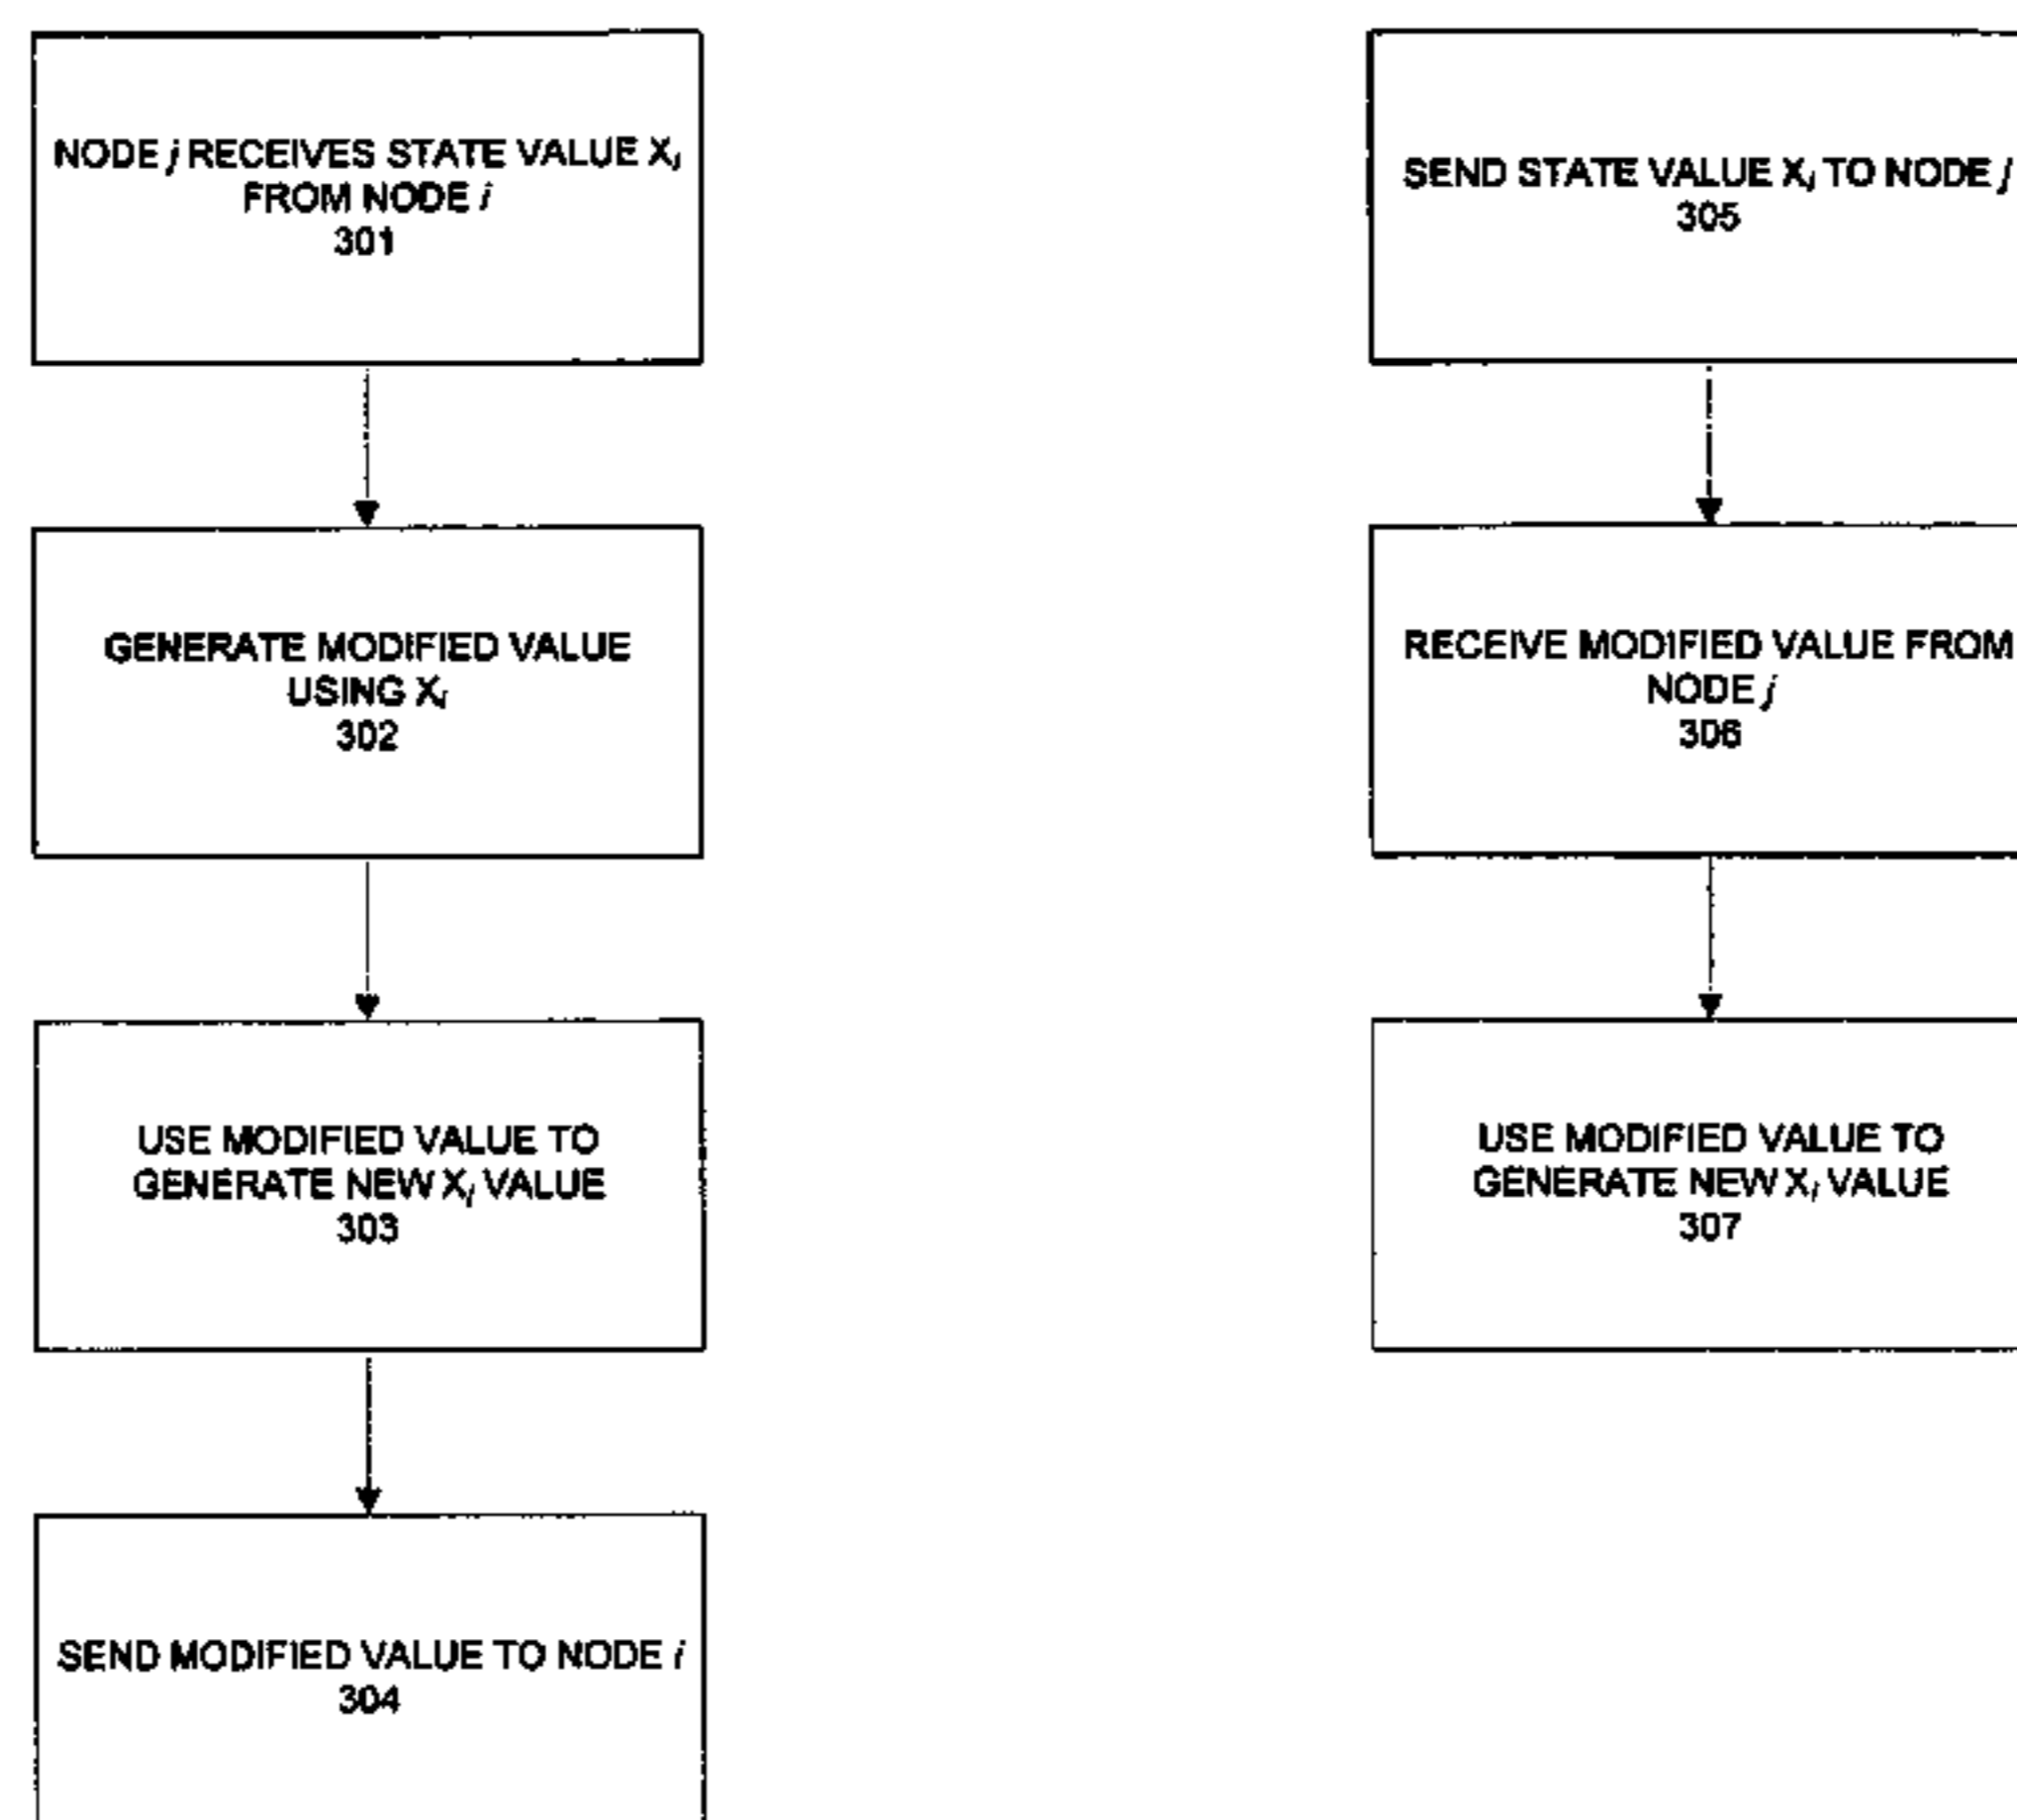 NODE j RECEIVES STATE VALUE Xi
FROM NODE i
301
GENERATE MODIFIED VALUE
USING Xi
302
USE MODIFIED VALUE TO
GENERATE NEW Xj VALUE
303
SEND MODIFIED VALUE TO NODE i
304
SEND STATE VALUE Xi TO NODE j
305
RECEIVE MODIFIED VALUE FROM
NODE j
306
USE MODIFIED VALUE TO
GENERATE NEW Xi VALUE
307